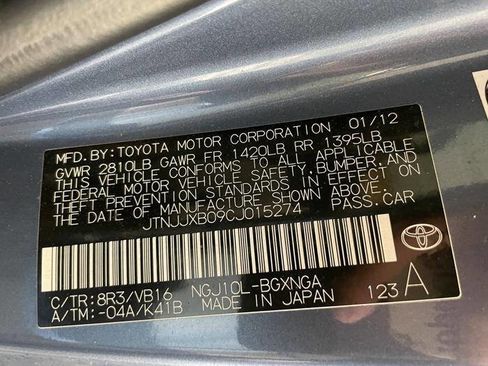 MFD. BY: TOYOTA MOTOR CORPORATION 01/12
GVWR 2810LB GAWR FR 1420LB RR 1395LB
THIS VEHICLE CONFORMS TO ALL APPLICABLE
FEDERAL MOTOR VEHICLE SAFETY, BUMPER, AND
THEFT PREVENTION STANDARDS IN EFFECT ON
THE DATE OF MANUFACTURE SHOWN ABOVE.
JTNJJXB09CJ015274 PASS.CAR
C/TR:8R3/VB16 NGJ10L-BGXNGA
A/TM:-04A/K41B MADE IN JAPAN 123 A